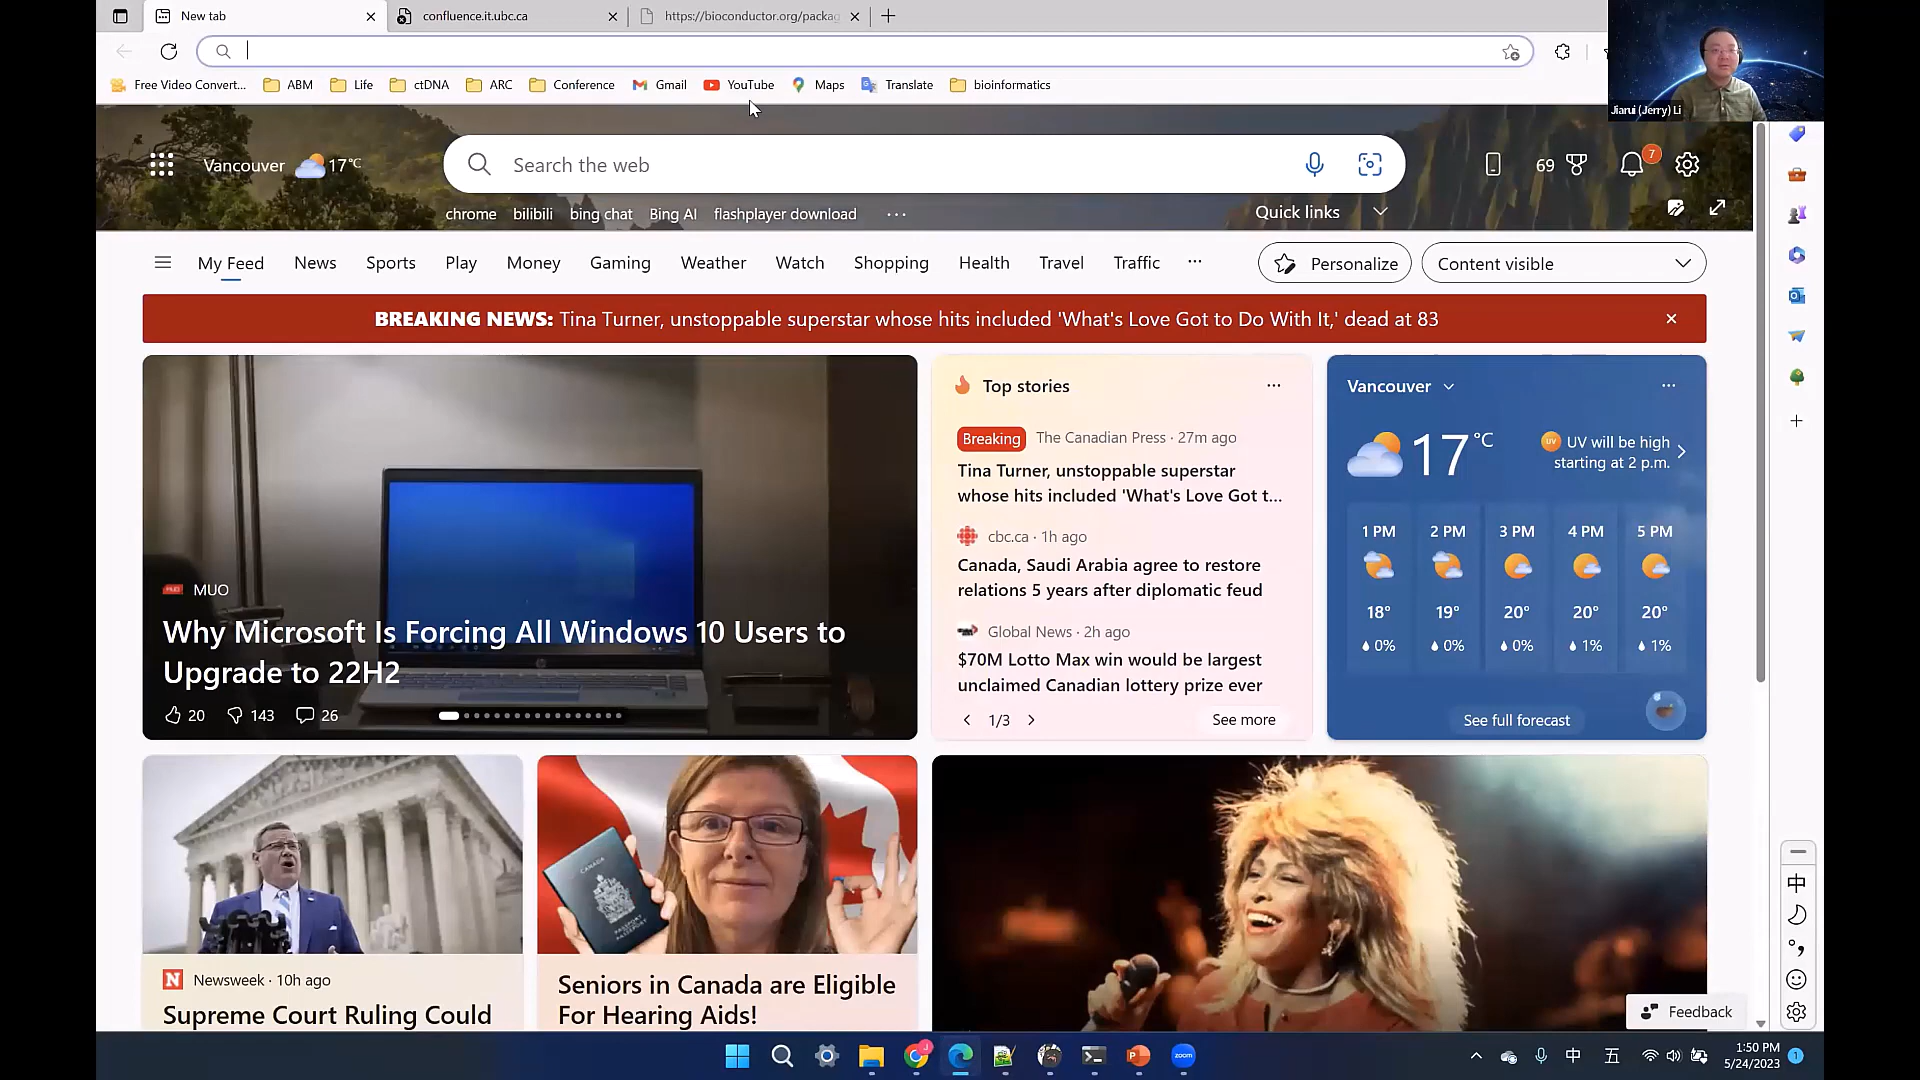 New tab
confluence.it.ubc.ca
https://bioconductor.org/packag
Free Video Convert...
ABM
Life
ctDNA
ARC
Conference
Gmail
YouTube
Maps
Translate
bioinformatics
Jiarui (Jerry) Li
Vancouver
17°C
Search the web
69
7
chrome
bilibili
bing chat
Bing AI
flashplayer download
Quick links
My Feed
News
Sports
Play
Money
Gaming
Weather
Watch
Shopping
Health
Travel
Traffic
Personalize
Content visible
BREAKING NEWS: Tina Turner, unstoppable superstar whose hits included 'What's Love Got to Do With It,' dead at 83
MUO
Why Microsoft Is Forcing All Windows 10 Users to
Upgrade to 22H2
20
143
26
Top stories
Breaking
The Canadian Press · 27m ago
Tina Turner, unstoppable superstar
whose hits included 'What's Love Got t...
cbc.ca · 1h ago
Canada, Saudi Arabia agree to restore
relations 5 years after diplomatic feud
Global News · 2h ago
$70M Lotto Max win would be largest
unclaimed Canadian lottery prize ever
1/3
See more
Vancouver
17°C
UV will be high
starting at 2 p.m.
1 PM 2 PM 3 PM 4 PM 5 PM
18° 19° 20° 20° 20°
0% 0% 0% 1% 1%
See full forecast
Newsweek · 10h ago
Supreme Court Ruling Could
CANADA
Seniors in Canada are Eligible
For Hearing Aids!
Feedback
中
zoom
中
五
1:50 PM
5/24/2023
1